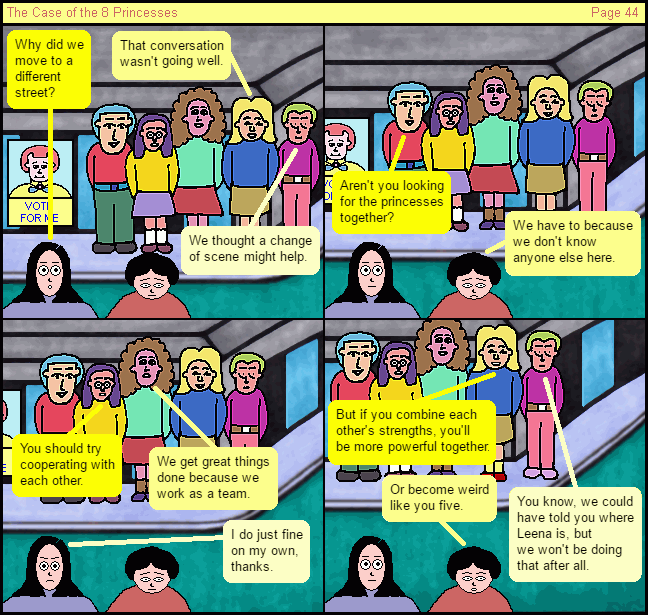 The Case of the 8 Princesses
Page 44
Why did we
move to a
different
street?
That conversation
wasn't going well.
VOTE
FOR ME
We thought a change
of scene might help.
Aren't you looking
for the princesses
together?
We have to because
we don't know
anyone else here.
You should try
cooperating with
each other.
We get great things
done because we
work as a team.
I do just fine
on my own,
thanks.
But if you combine each
other's strengths, you'll
be more powerful together.
Or become weird
like you five.
You know, we could
have told you where
Leena is, but
we won't be doing
that after all.